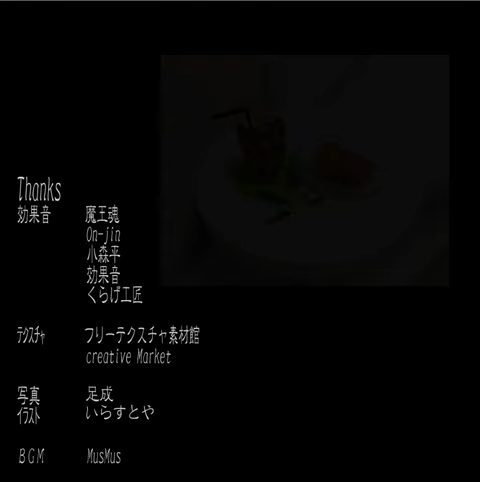 Thanks
効果音 魔王魂
On-jin
小森平
効果音
くらげ工匠
テクスチャ フリーテクスチャ素材館
creative Market
写真 足成
イラスト いらすとや
BGM MusMus